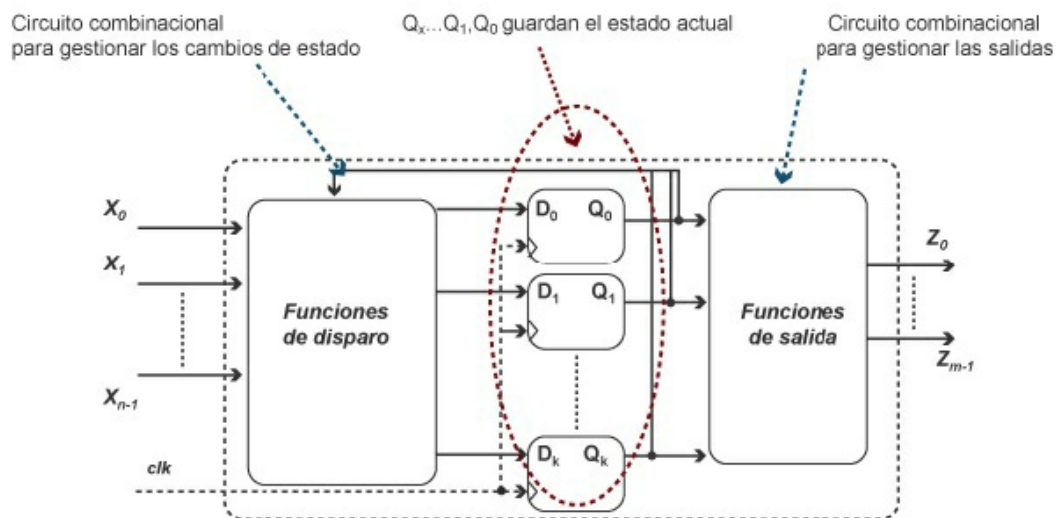 Circuito combinacional
para gestionar los cambios de estado
Qx...Q1,Q0 guardan el estado actual
Circuito combinacional
para gestionar las salidas
X0
X1
Xn-1
clk
Funciones
de disparo
D0 Q0
D1 Q1
Dk Qk
Funciones
de salida
Z0
Zm-1